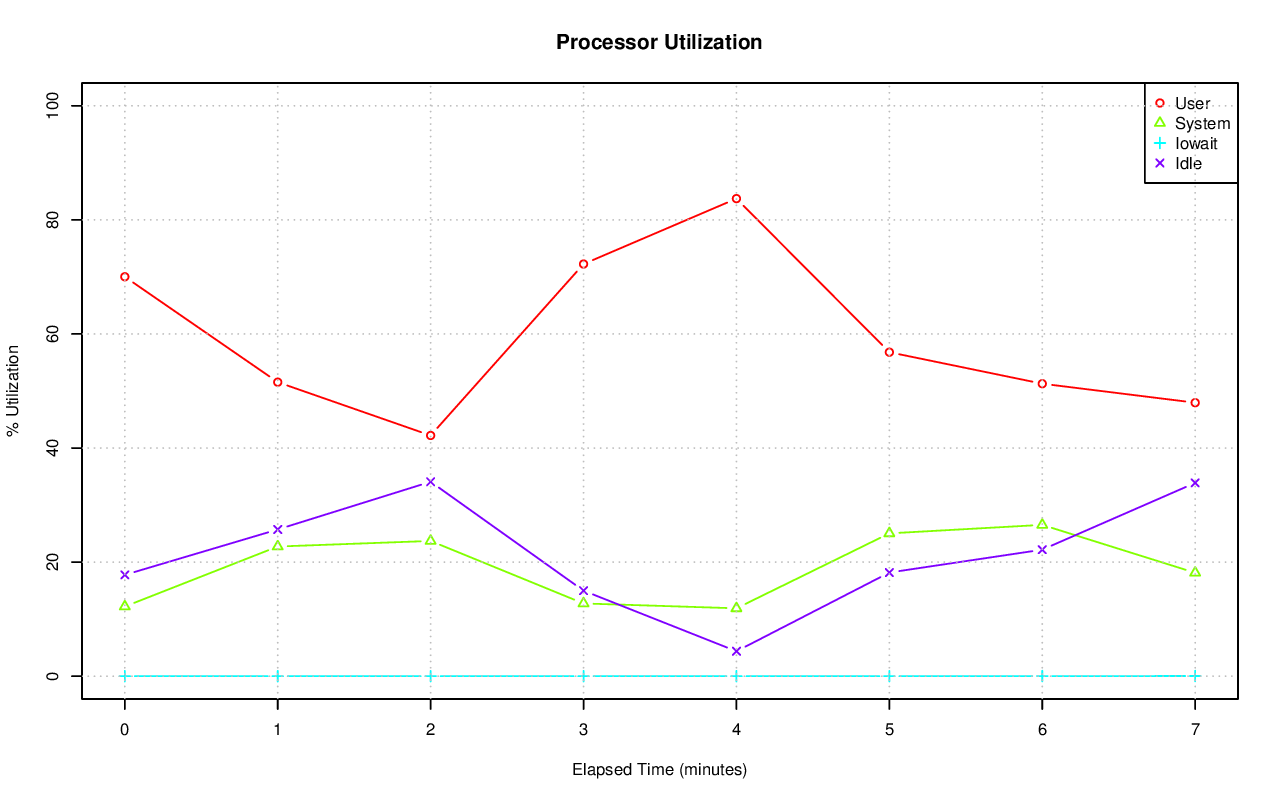 Processor Utilization
User
System
Iowait
Idle
% Utilization
100
80
60
40
20
0
0 1 2 3 4 5 6 7
Elapsed Time (minutes)